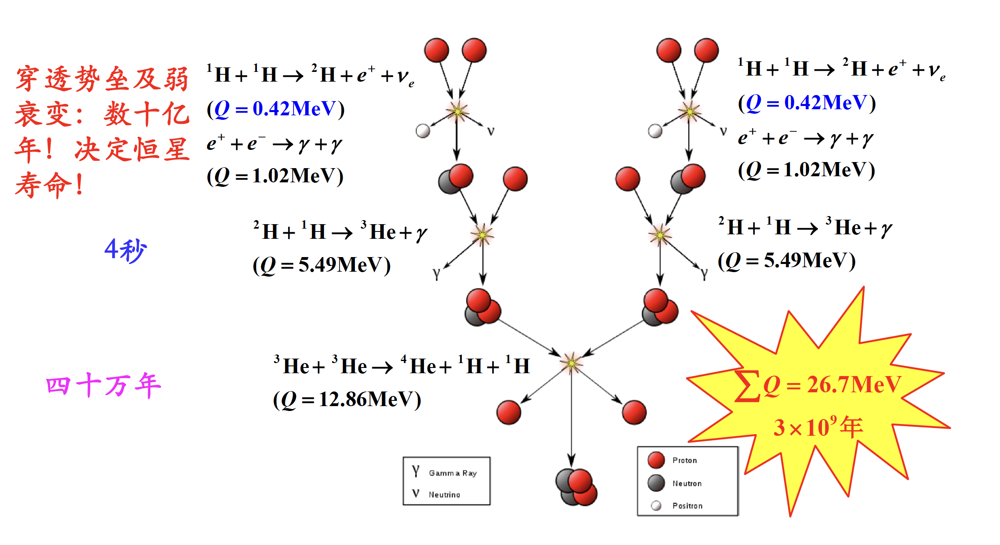 穿透势垒及弱
衰变：数十亿
年！决定恒星
寿命！
¹H + ¹H → ²H + e⁺ + νₑ
(Q = 0.42MeV)
e⁺ + e⁻ → γ + γ
(Q = 1.02MeV)
ν
ν
¹H + ¹H → ²H + e⁺ + νₑ
(Q = 0.42MeV)
e⁺ + e⁻ → γ + γ
(Q = 1.02MeV)
4秒
²H + ¹H → ³He + γ
(Q = 5.49MeV)
γ
γ
²H + ¹H → ³He + γ
(Q = 5.49MeV)
四十万年
³He + ³He → ⁴He + ¹H + ¹H
(Q = 12.86MeV)
∑Q = 26.7MeV
3×10⁹年
γ Gamma Ray
ν Neutrino
Proton
Neutron
Positron